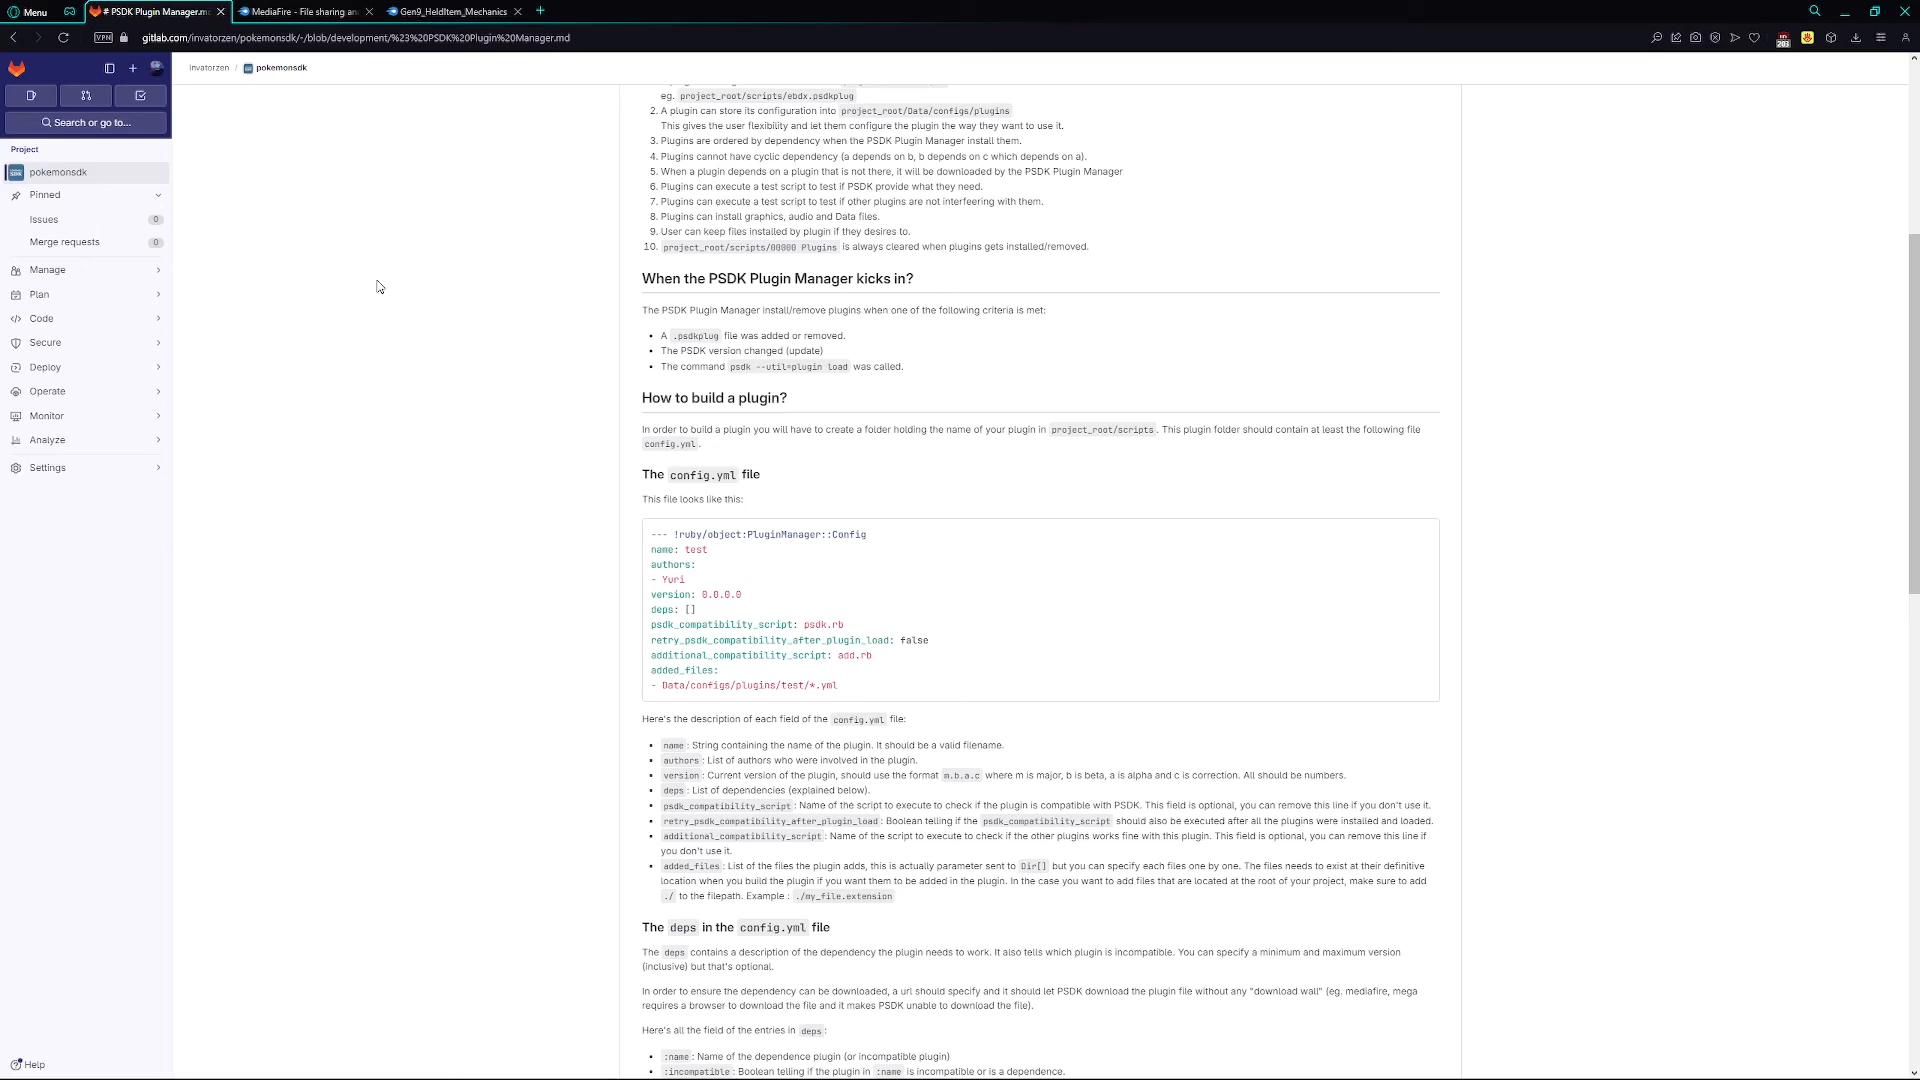 Menu
# PSDK Plugin Manager.m
MediaFire - File sharing an
Gen9_HeldItem_Mechanics
VPN
gitlab.com/invatorzen/pokemonsdk/-/blob/development/%23%20PSDK%20Plugin%20Manager.md
203
Invatorzen / pokemonsdk
Search or go to...
Project
pokemonsdk
Pinned
Issues 0
Merge requests 0
Manage
Plan
Code
Secure
Deploy
Operate
Monitor
Analyze
Settings
Help
eg. project_root/scripts/ebdx.psdkplug
2. A plugin can store its configuration into project_root/Data/configs/plugins
This gives the user flexibility and let them configure the plugin the way they want to use it.
3. Plugins are ordered by dependency when the PSDK Plugin Manager install them.
4. Plugins cannot have cyclic dependency (a depends on b, b depends on c which depends on a).
5. When a plugin depends on a plugin that is not there, it will be downloaded by the PSDK Plugin Manager
6. Plugins can execute a test script to test if PSDK provide what they need.
7. Plugins can execute a test script to test if other plugins are not interfering with them.
8. Plugins can install graphics, audio and Data files.
9. User can keep files installed by plugin if they desires to.
10. project_root/scripts/00000 Plugins is always cleared when plugins gets installed/removed.
When the PSDK Plugin Manager kicks in?
The PSDK Plugin Manager install/remove plugins when one of the following criteria is met:
• A .psdkplug file was added or removed.
• The PSDK version changed (update)
• The command psdk --util=plugin load was called.
How to build a plugin?
In order to build a plugin you will have to create a folder holding the name of your plugin in project_root/scripts . This plugin folder should contain at least the following file
config.yml .
The config.yml file
This file looks like this:
--- !ruby/object:PluginManager::Config
name: test
authors:
- Yuri
version: 0.0.0.0
deps: []
psdk_compatibility_script: psdk.rb
retry_psdk_compatibility_after_plugin_load: false
additional_compatibility_script: add.rb
added_files:
- Data/configs/plugins/test/*.yml
Here's the description of each field of the config.yml file:
• name : String containing the name of the plugin. It should be a valid filename.
• authors : List of authors who were involved in the plugin.
• version : Current version of the plugin, should use the format m.b.a.c where m is major, b is beta, a is alpha and c is correction. All should be numbers.
• deps : List of dependencies (explained below).
• psdk_compatibility_script : Name of the script to execute to check if the plugin is compatible with PSDK. This field is optional, you can remove this line if you don't use it.
• retry_psdk_compatibility_after_plugin_load : Boolean telling if the psdk_compatibility_script should also be executed after all the plugins were installed and loaded.
• additional_compatibility_script : Name of the script to execute to check if the other plugins works fine with this plugin. This field is optional, you can remove this line if
you don't use it.
• added_files : List of the files the plugin adds, this is actually parameter sent to Dir[] but you can specify each files one by one. The files needs to exist at their definitive
location when you build the plugin if you want them to be added in the plugin. In the case you want to add files that are located at the root of your project, make sure to add
./ to the filepath. Example : ./my_file.extension
The deps in the config.yml file
The deps contains a description of the dependency the plugin needs to work. It also tells which plugin is incompatible. You can specify a minimum and maximum version
(inclusive) but that's optional.
In order to ensure the dependency can be downloaded, a url should specify and it should let PSDK download the plugin file without any "download wall" (eg. mediafire, mega
requires a browser to download the file and it makes PSDK unable to download the file).
Here's all the field of the entries in deps :
• :name : Name of the dependence plugin (or incompatible plugin)
• :incompatible : Boolean telling if the plugin in :name is incompatible or is a dependence.